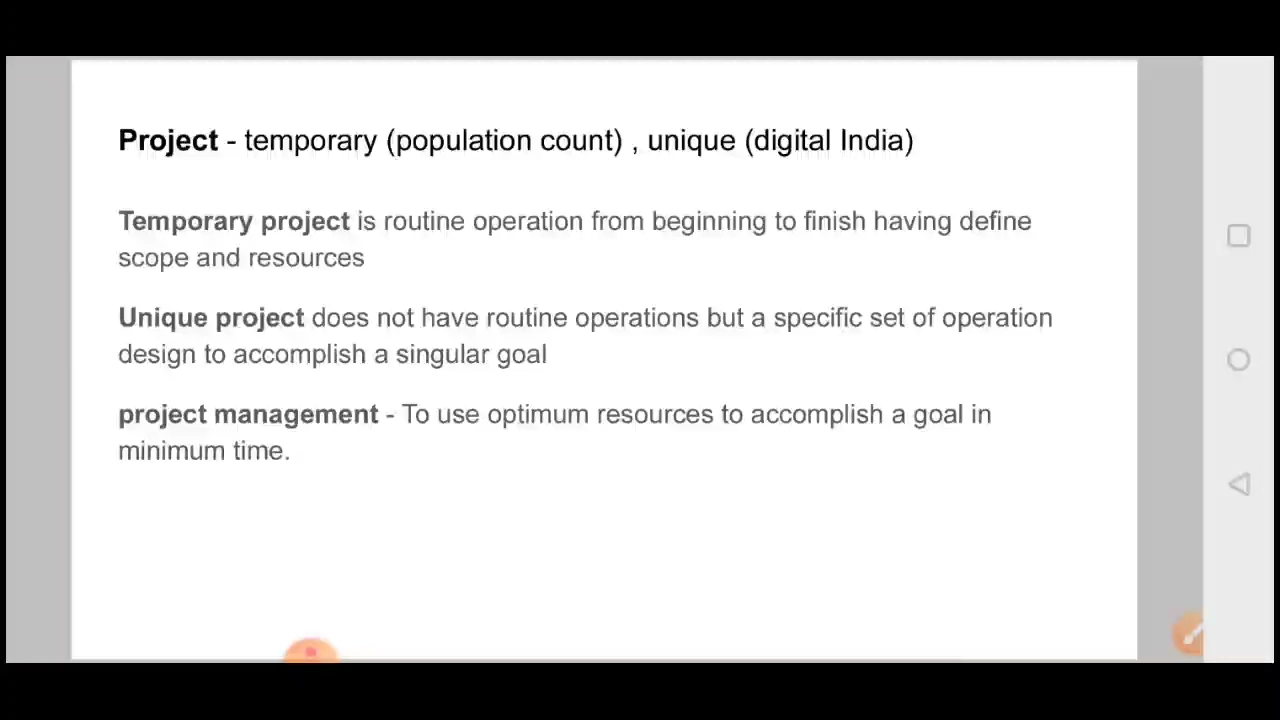 Project - temporary (population count) , unique (digital India)
Temporary project is routine operation from beginning to finish having define
scope and resources
Unique project does not have routine operations but a specific set of operation
design to accomplish a singular goal
project management - To use optimum resources to accomplish a goal in
minimum time.